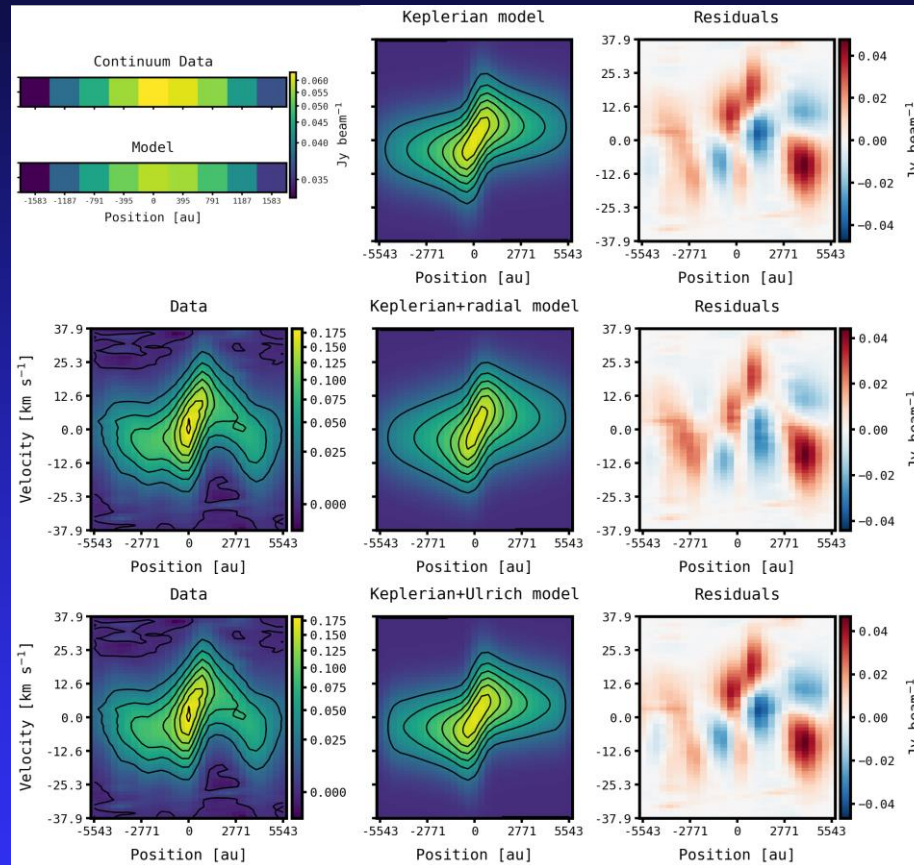 Keplerian model
Residuals
Continuum Data
0.060
0.055
0.050
0.045
0.040
0.035
Jy beam⁻¹
Model
-1583 -1187 -791 -395 0 395 791 1187 1583
Position [au]
37.9
25.3
12.6
0.0
-12.6
-25.3
-37.9
0.04
0.02
0.00
−0.02
−0.04
Jy beam⁻¹
-5543 -2771 0 2771 5543
-5543 -2771 0 2771 5543
Position [au]
Position [au]
Data
Keplerian+radial model
Residuals
Velocity [km s⁻¹]
37.9
25.3
12.6
0.0
-12.6
-25.3
-37.9
0.175
0.150
0.125
0.100
0.075
0.050
0.025
0.000
37.9
25.3
12.6
0.0
-12.6
-25.3
-37.9
0.04
0.02
0.00
−0.02
−0.04
Jy beam⁻¹
-5543 -2771 0 2771 5543
-5543 -2771 0 2771 5543
-5543 -2771 0 2771 5543
Position [au]
Position [au]
Position [au]
Data
Keplerian+Ulrich model
Residuals
Velocity [km s⁻¹]
37.9
25.3
12.6
0.0
-12.6
-25.3
-37.9
0.175
0.150
0.125
0.100
0.075
0.050
0.025
0.000
37.9
25.3
12.6
0.0
-12.6
-25.3
-37.9
0.04
0.02
0.00
−0.02
−0.04
Jy beam⁻¹
-5543 -2771 0 2771 5543
-5543 -2771 0 2771 5543
-5543 -2771 0 2771 5543
Position [au]
Position [au]
Position [au]